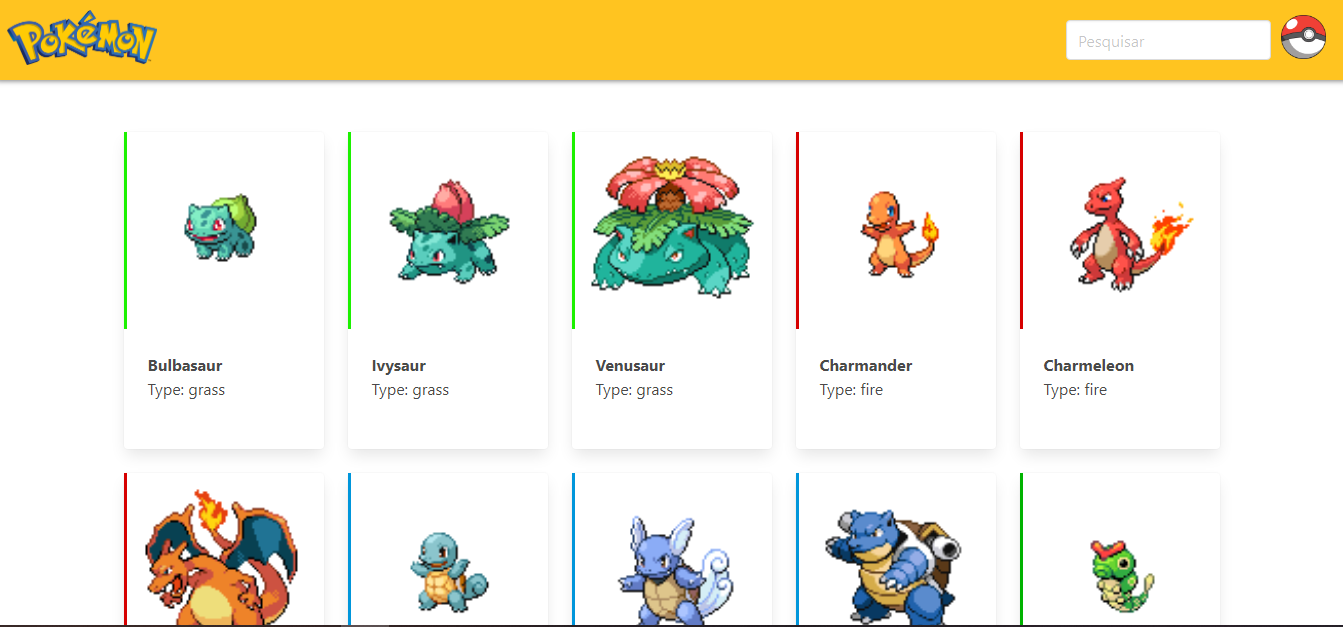 POKéMON
Pesquisar
Bulbasaur
Type: grass
Ivysaur
Type: grass
Venusaur
Type: grass
Charmander
Type: fire
Charmeleon
Type: fire